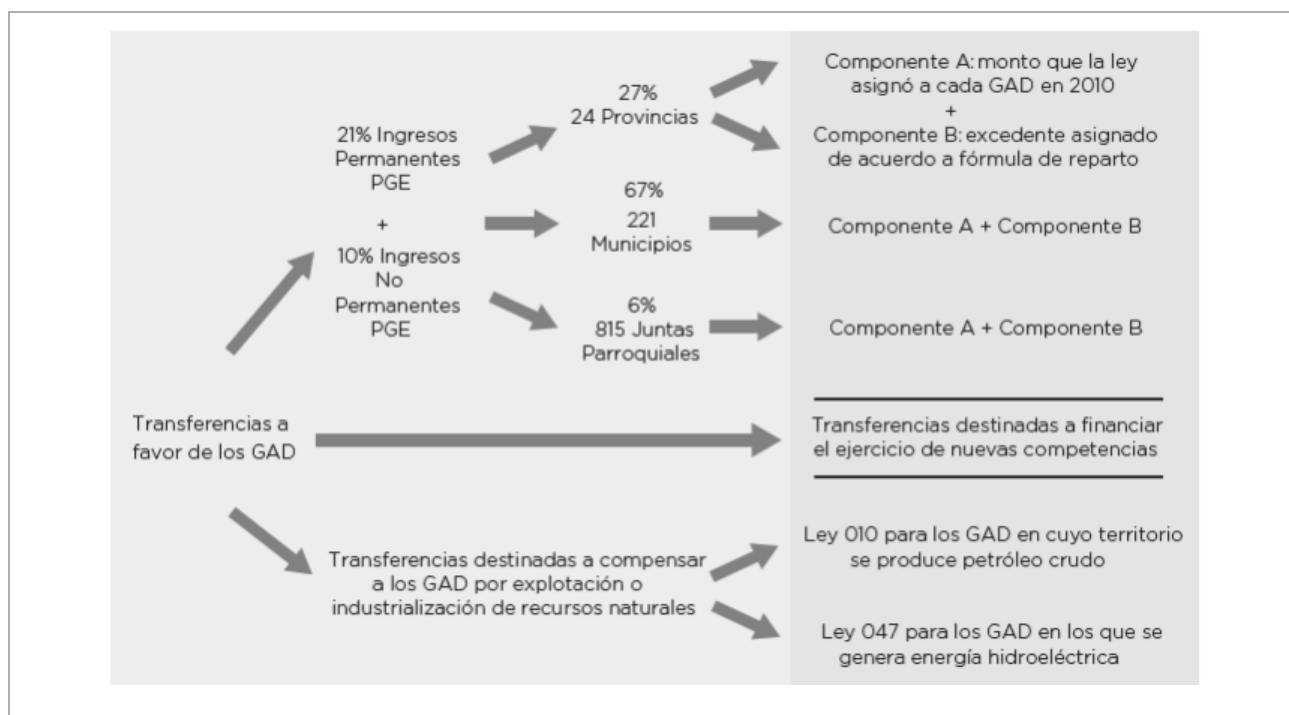 Transferencias a
favor de los GAD
21% Ingresos
Permanentes
PGE
+
10% Ingresos
No
Permanentes
PGE
27%
24 Provincias
Componente A: monto que la ley
asignó a cada GAD en 2010
+
Componente B: excedente asignado
de acuerdo a fórmula de reparto
67%
221
Municipios
Componente A + Componente B
6%
815 Juntas
Parroquiales
Componente A + Componente B
Transferencias destinadas a financiar
el ejercicio de nuevas competencias
Transferencias destinadas a compensar
a los GAD por explotación o
industrialización de recursos naturales
Ley 010 para los GAD en cuyo territorio
se produce petróleo crudo
Ley 047 para los GAD en los que se
genera energía hidroeléctrica